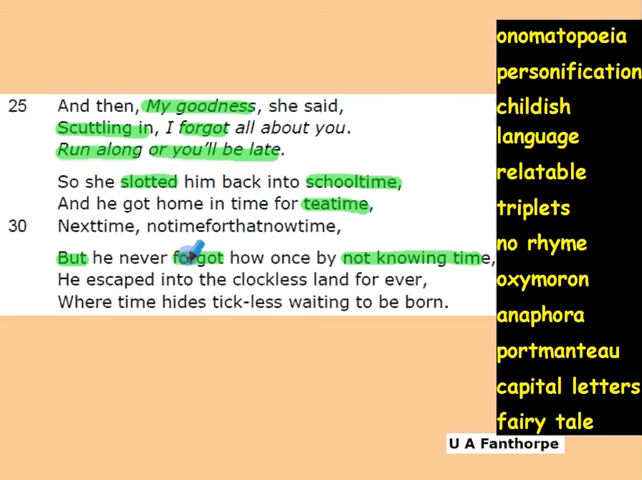 25 And then, My goodness, she said,
Scuttling in, I forgot all about you.
Run along or you'll be late.
So she slotted him back into schooltime,
And he got home in time for teatime,
30 Nexttime, notimeforthatnowtime,
But he never forgot how once by not knowing time,
He escaped into the clockless land for ever,
Where time hides tick-less waiting to be born.
onomatopoeia
personification
childish
language
relatable
triplets
no rhyme
oxymoron
anaphora
portmanteau
capital letters
fairy tale
U A Fanthorpe